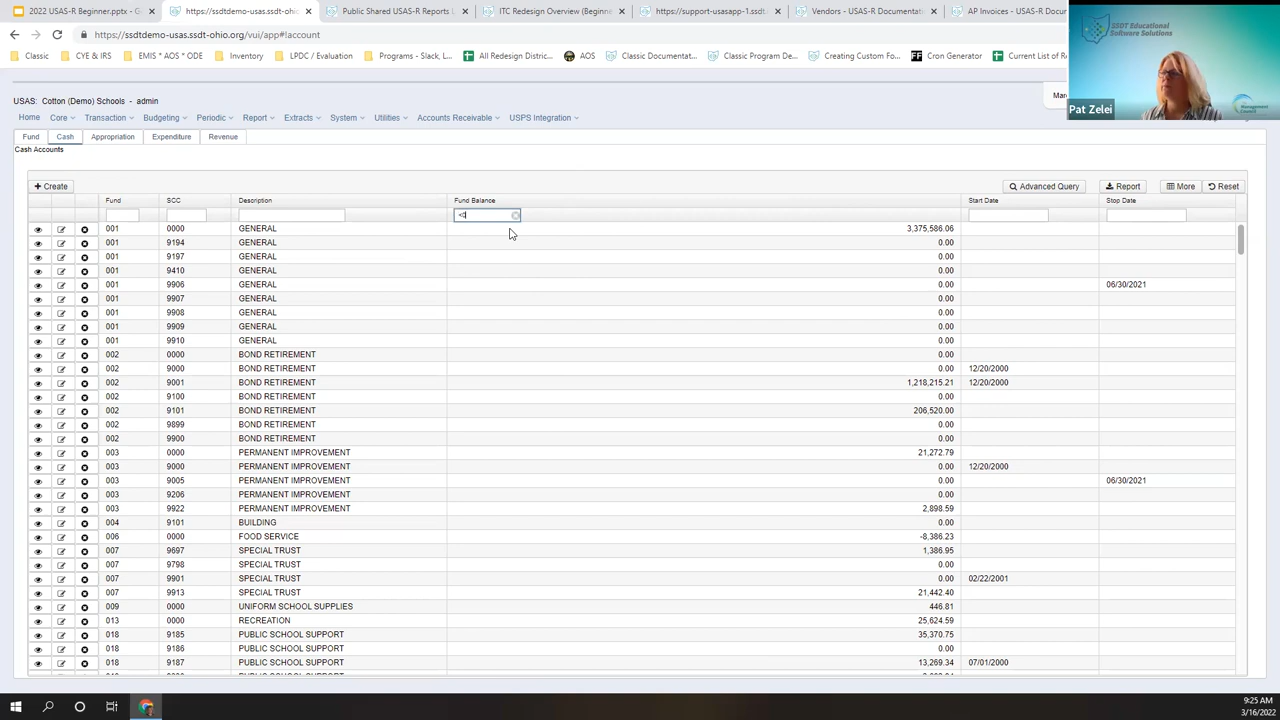 2022 USAS-R Beginner.pptx -
https://ssdtdemo-usas.ssdt-ohi
Public Shared USAS-R Reports
ITC Redesign Overview (Beginne
https://support-usasapp-1.ssdt
Vendors - USAS-R Documentati
AP Invoices - USAS-R Docu
https://ssdtdemo-usas.ssdt-ohio.org/vui/app#!account
Classic
CYE & IRS
EMIS * AOS * ODE
Inventory
LPDC / Evaluation
Programs - Slack, L...
All Redesign Distric...
AOS
Classic Documentat...
Classic Program De...
Creating Custom Fo...
Cron Generator
Current List of R
SSDT Educational
Software Solutions
Management
Council
Pat Zelei
USAS: Cotton (Demo) Schools - admin
Home Core Transaction Budgeting Periodic Report Extracts System Utilities Accounts Receivable USPS Integration
Fund Cash Appropriation Expenditure Revenue
Cash Accounts
Create Advanced Query Report More Reset
Fund SCC Description Fund Balance Start Date Stop Date
<0
001 0000 GENERAL 3,375,586.06
001 9194 GENERAL 0.00
001 9197 GENERAL 0.00
001 9410 GENERAL 0.00
001 9906 GENERAL 0.00 06/30/2021
001 9907 GENERAL 0.00
001 9908 GENERAL 0.00
001 9909 GENERAL 0.00
001 9910 GENERAL 0.00
002 0000 BOND RETIREMENT 0.00
002 9000 BOND RETIREMENT 0.00 12/20/2000
002 9001 BOND RETIREMENT 1,218,215.21 12/20/2000
002 9100 BOND RETIREMENT 0.00
002 9101 BOND RETIREMENT 206,520.00
002 9899 BOND RETIREMENT 0.00
002 9900 BOND RETIREMENT 0.00
003 0000 PERMANENT IMPROVEMENT 21,272.79
003 9000 PERMANENT IMPROVEMENT 0.00 12/20/2000
003 9005 PERMANENT IMPROVEMENT 0.00 06/30/2021
003 9206 PERMANENT IMPROVEMENT 0.00
003 9922 PERMANENT IMPROVEMENT 2,898.59
004 9101 BUILDING 0.00
006 0000 FOOD SERVICE -8,386.23
007 9697 SPECIAL TRUST 1,386.95
007 9798 SPECIAL TRUST 0.00
007 9901 SPECIAL TRUST 0.00 02/22/2001
007 9913 SPECIAL TRUST 21,442.40
009 0000 UNIFORM SCHOOL SUPPLIES 446.81
013 0000 RECREATION 25,624.59
018 9185 PUBLIC SCHOOL SUPPORT 35,370.75
018 9186 PUBLIC SCHOOL SUPPORT 0.00
018 9187 PUBLIC SCHOOL SUPPORT 13,269.34 07/01/2000
9:25 AM
3/16/2022